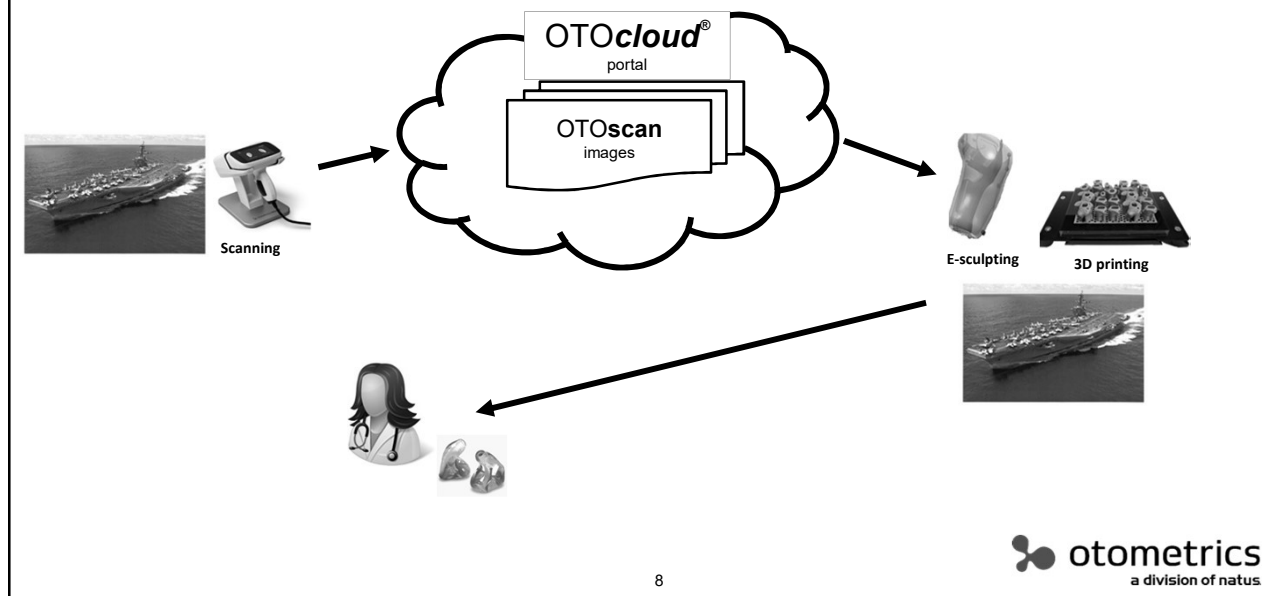 OTOcloud®
portal
OTOscan
images
Scanning
E-sculpting
3D printing
8
otometrics
a division of natus.